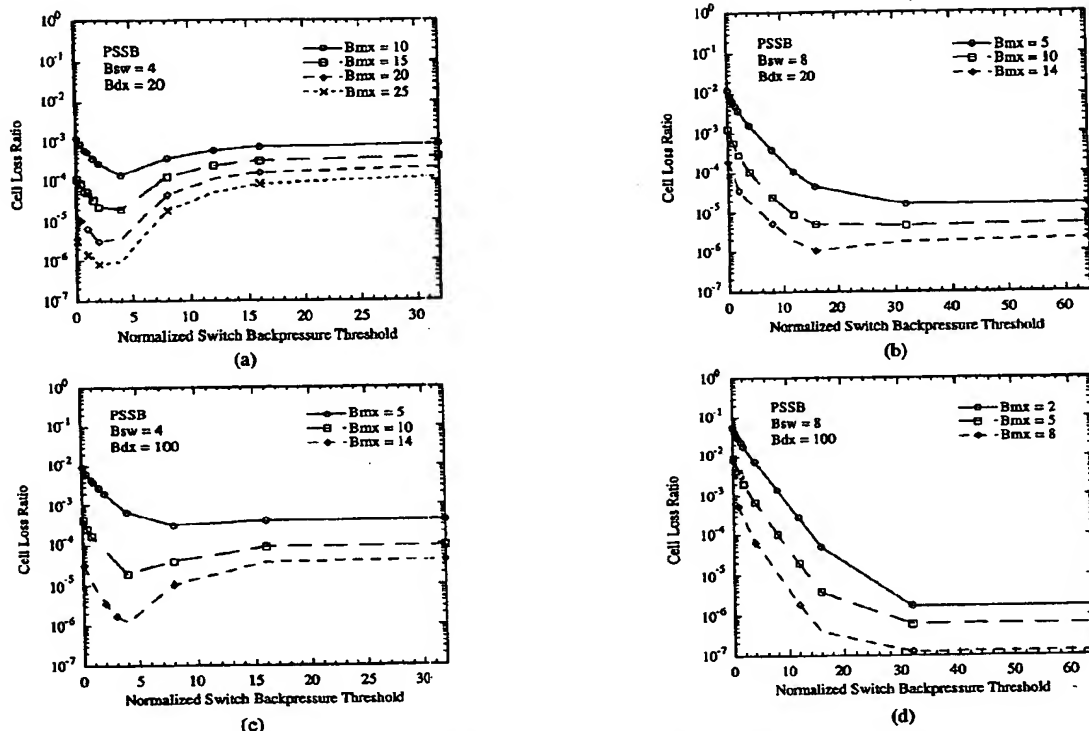 10^0
10^-1
10^-2
10^-3
10^-4
10^-5
10^-6
10^-7
Cell Loss Ratio
PSSB
Bsw = 4
Bdx = 20
Bmx = 10
Bmx = 15
Bmx = 20
Bmx = 25
0 5 10 15 20 25 30
Normalized Switch Backpressure Threshold
(a)
10^0
10^-1
10^-2
10^-3
10^-4
10^-5
10^-6
10^-7
Cell Loss Ratio
PSSB
Bsw = 8
Bdx = 20
Bmx = 5
Bmx = 10
Bmx = 14
0 10 20 30 40 50 60
Normalized Switch Backpressure Threshold
(b)
10^0
10^-1
10^-2
10^-3
10^-4
10^-5
10^-6
10^-7
Cell Loss Ratio
PSSB
Bsw = 4
Bdx = 100
Bmx = 5
Bmx = 10
Bmx = 14
0 5 10 15 20 25 30
Normalized Switch Backpressure Threshold
(c)
10^0
10^-1
10^-2
10^-3
10^-4
10^-5
10^-6
10^-7
Cell Loss Ratio
PSSB
Bsw = 8
Bdx = 100
Bmx = 2
Bmx = 5
Bmx = 8
0 10 20 30 40 50 60
Normalized Switch Backpressure Threshold
(d)